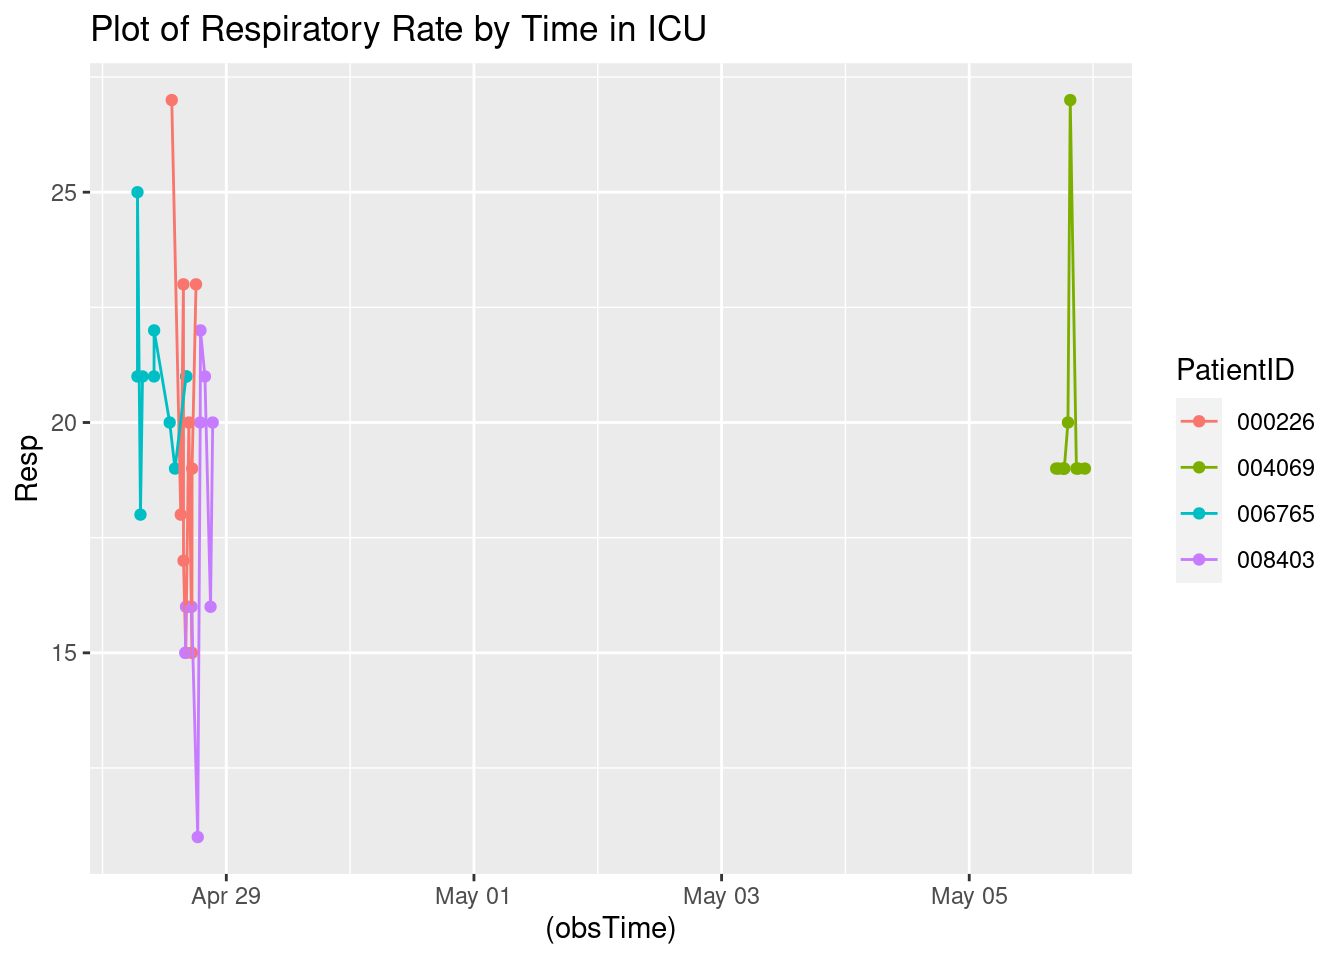 Plot of Respiratory Rate by Time in ICU
25
20
15
Resp
Apr 29
May 01
May 03
May 05
(obsTime)
PatientID
000226
004069
006765
008403